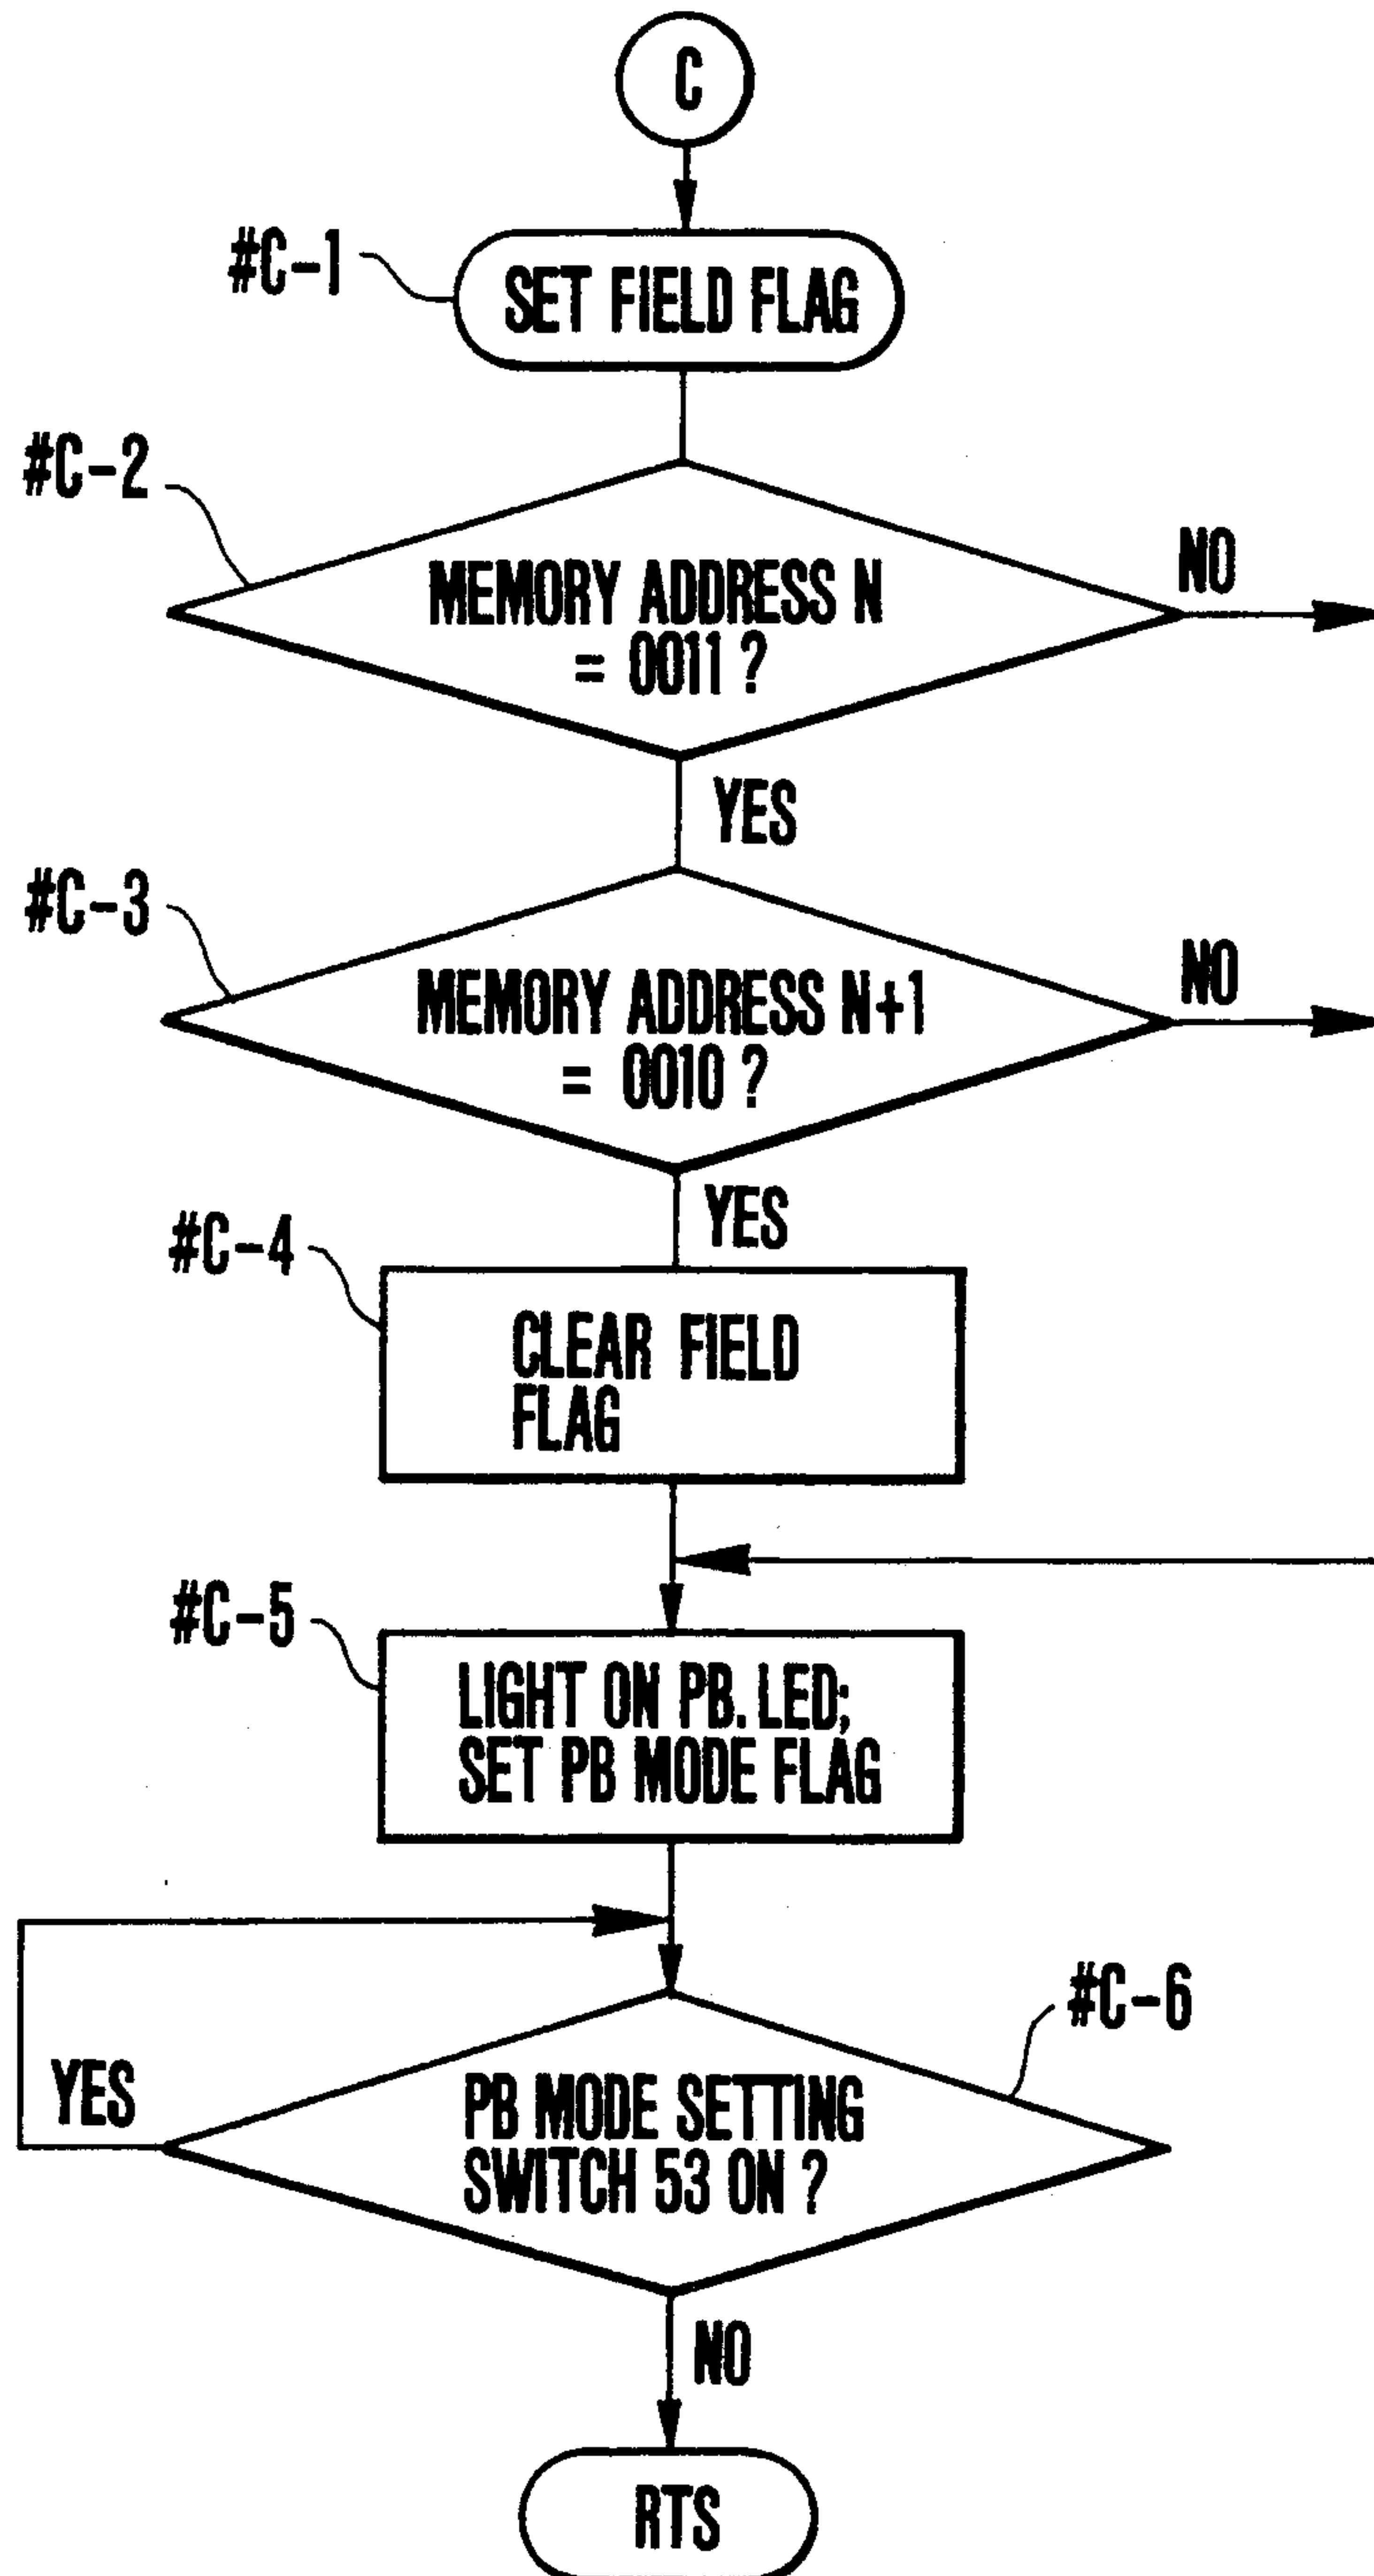 C
#C-1
SET FIELD FLAG
#C-2
MEMORY ADDRESS N
= 0011 ?
NO
YES
#C-3
MEMORY ADDRESS N+1
= 0010 ?
NO
YES
#C-4
CLEAR FIELD
FLAG
#C-5
LIGHT ON PB. LED;
SET PB MODE FLAG
#C-6
YES
PB MODE SETTING
SWITCH 53 ON ?
NO
RTS